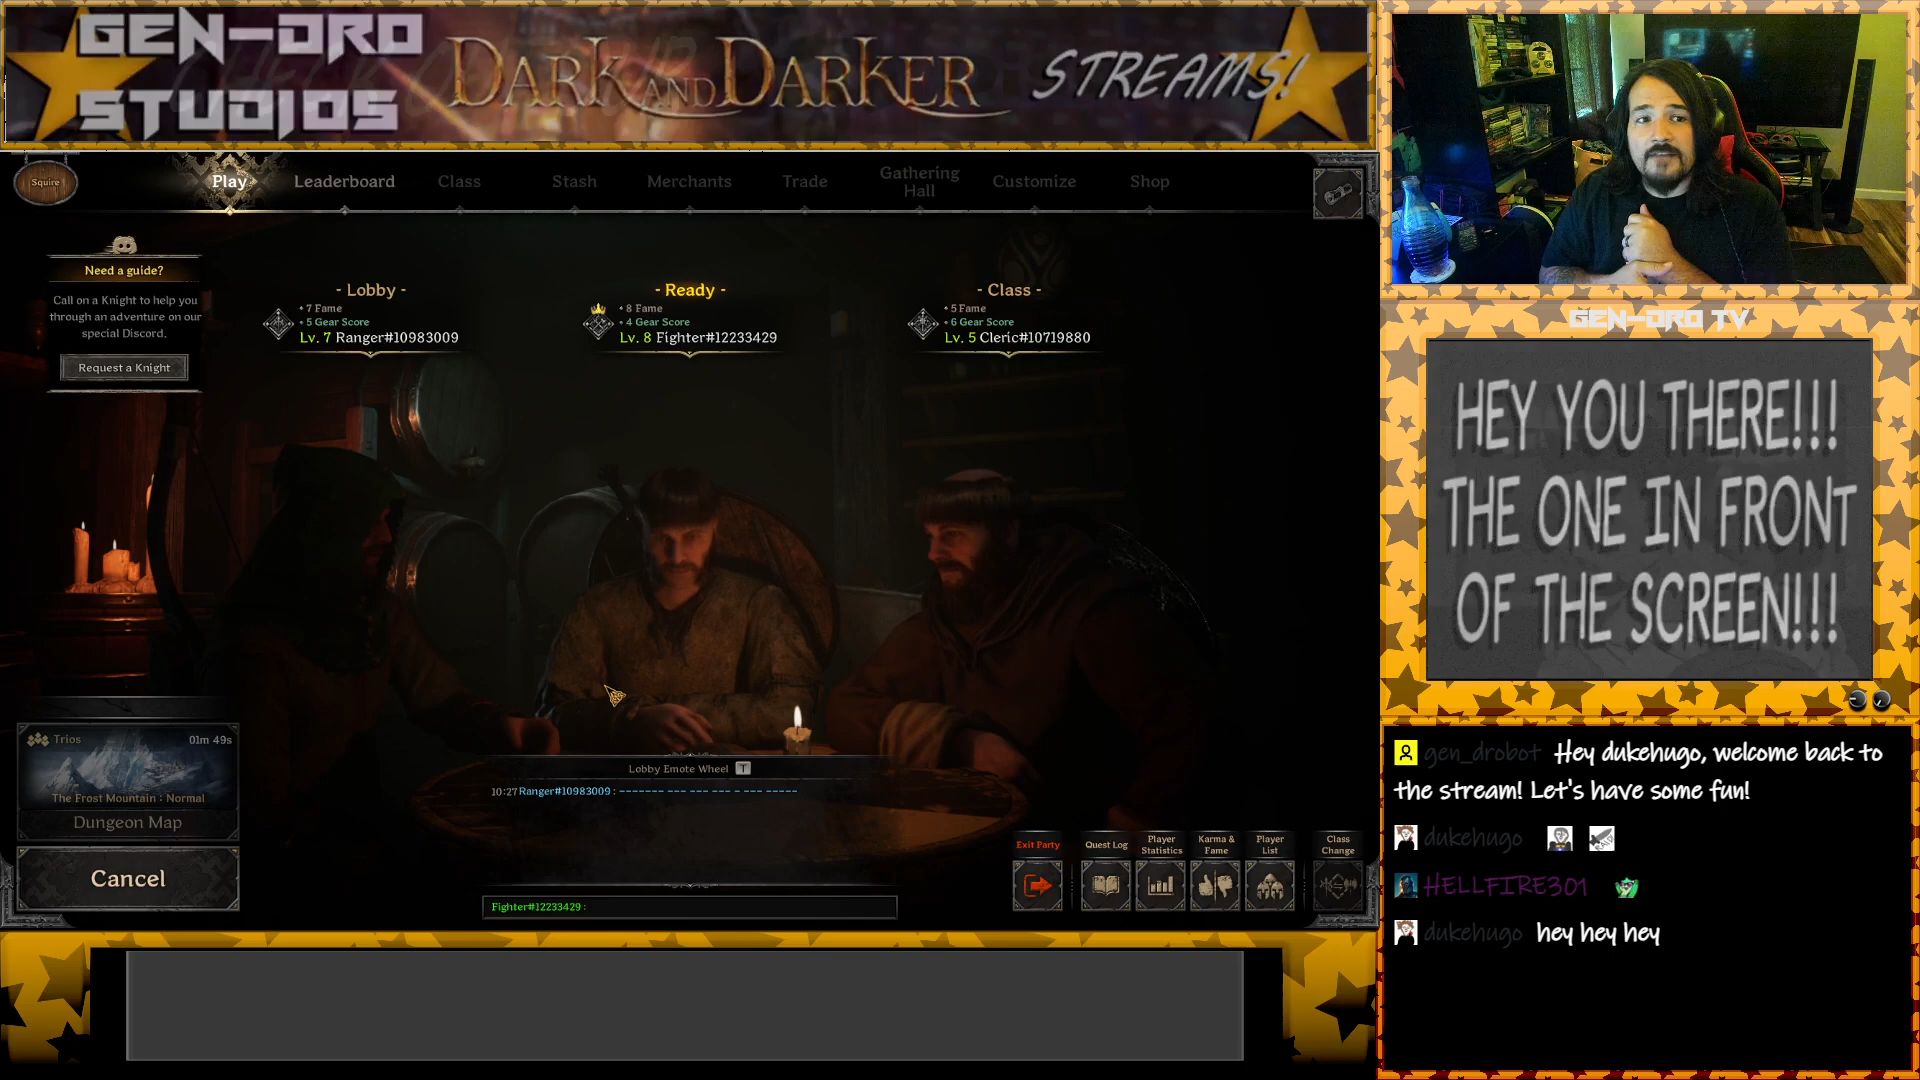 GEN-DRO
STUDIOS
DARK AND DARKER
STREAMS!
Squire
Play
Leaderboard
Class
Stash
Merchants
Trade
Gathering
Hall
Customize
Shop
Need a guide?
Call on a Knight to help you
through an adventure on our
special Discord.
Request a Knight
- Lobby -
• 7 Fame
• 5 Gear Score
Lv. 7 Ranger#10983009
- Ready -
• 8 Fame
• 4 Gear Score
Lv. 8 Fighter#12233429
- Class -
• 5 Fame
• 6 Gear Score
Lv. 5 Cleric#10719880
Trios
01m 49s
The Frost Mountain : Normal
Dungeon Map
Cancel
Lobby Emote Wheel T
10:27 Ranger#10983009 : ------- --- --- --- - --- -----
Fighter#12233429 :
Exit Party
Quest Log
Player
Statistics
Karma &
Fame
Player
List
Class
Change
GEN-DRO TV
HEY YOU THERE!!!
THE ONE IN FRONT
OF THE SCREEN!!!
gen_drobot Hey dukehugo, welcome back to
the stream! Let's have some fun!
dukehugo
HELLFIRE301
dukehugo hey hey hey